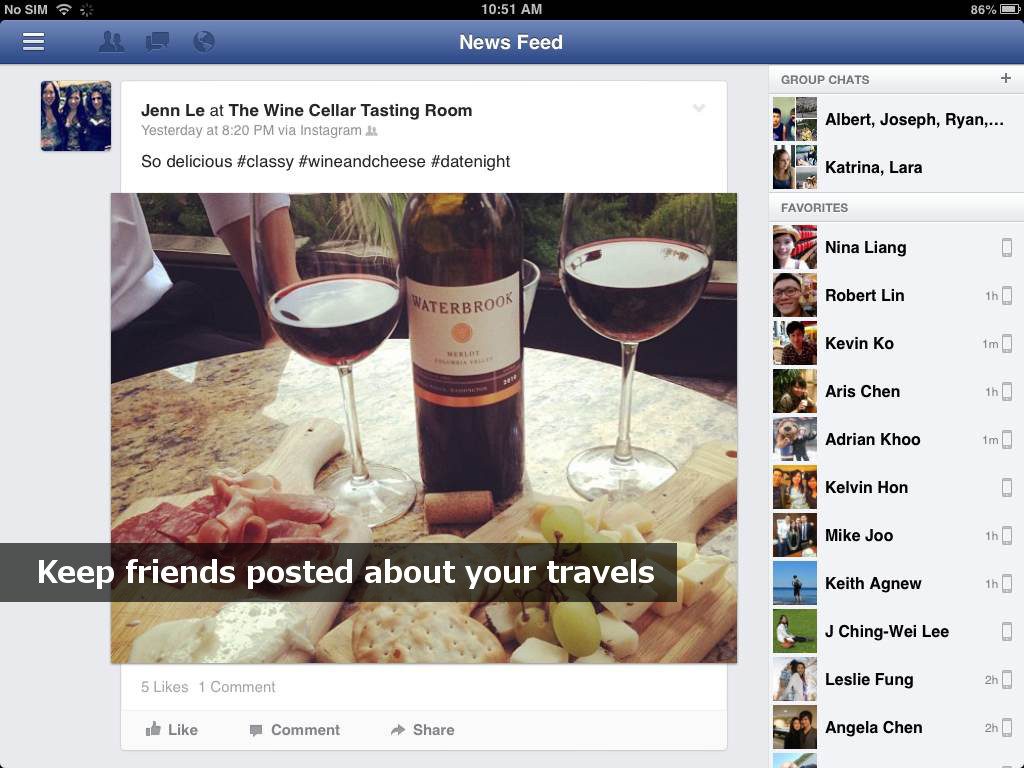 No SIM
10:51 AM
86%
News Feed
Jenn Le at The Wine Cellar Tasting Room
Yesterday at 8:20 PM via Instagram
So delicious #classy #wineandcheese #datenight
WATERBROOK
MERLOT
COLUMBIA VALLEY
2010
Keep friends posted about your travels
5 Likes 1 Comment
Like Comment Share
GROUP CHATS +
Albert, Joseph, Ryan,...
Katrina, Lara
FAVORITES
Nina Liang
Robert Lin 1h
Kevin Ko 1m
Aris Chen 1h
Adrian Khoo 1m
Kelvin Hon
Mike Joo 1h
Keith Agnew 1h
J Ching-Wei Lee
Leslie Fung 2h
Angela Chen 2h